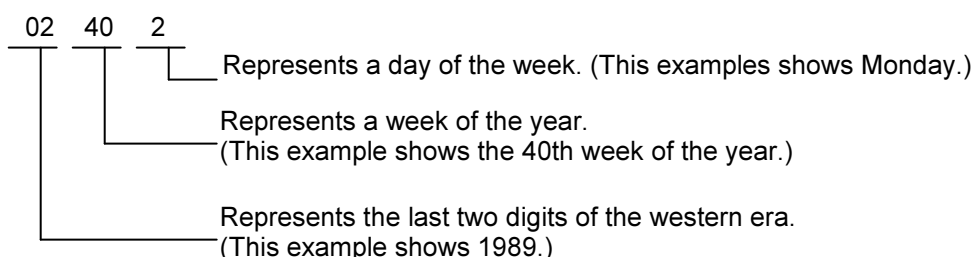 02 40 2
Represents a day of the week. (This examples shows Monday.)
Represents a week of the year.
(This example shows the 40th week of the year.)
Represents the last two digits of the western era.
(This example shows 1989.)